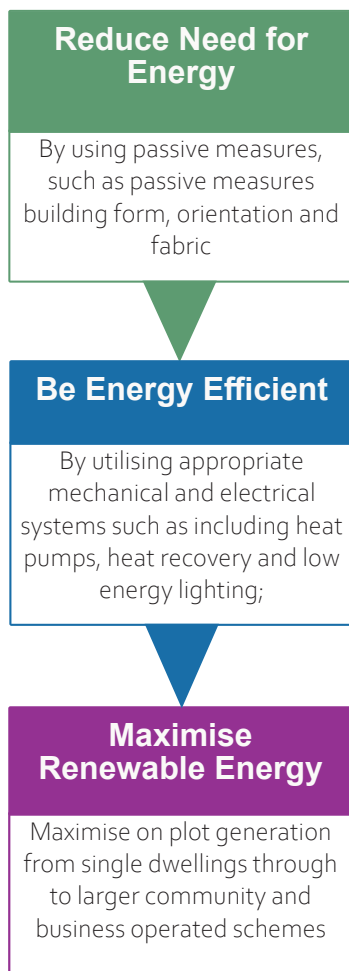 Reduce Need for
Energy
By using passive measures,
such as passive measures
building form, orientation and
fabric
Be Energy Efficient
By utilising appropriate
mechanical and electrical
systems such as including heat
pumps, heat recovery and low
energy lighting;
Maximise
Renewable Energy
Maximise on plot generation
from single dwellings through
to larger community and
business operated schemes